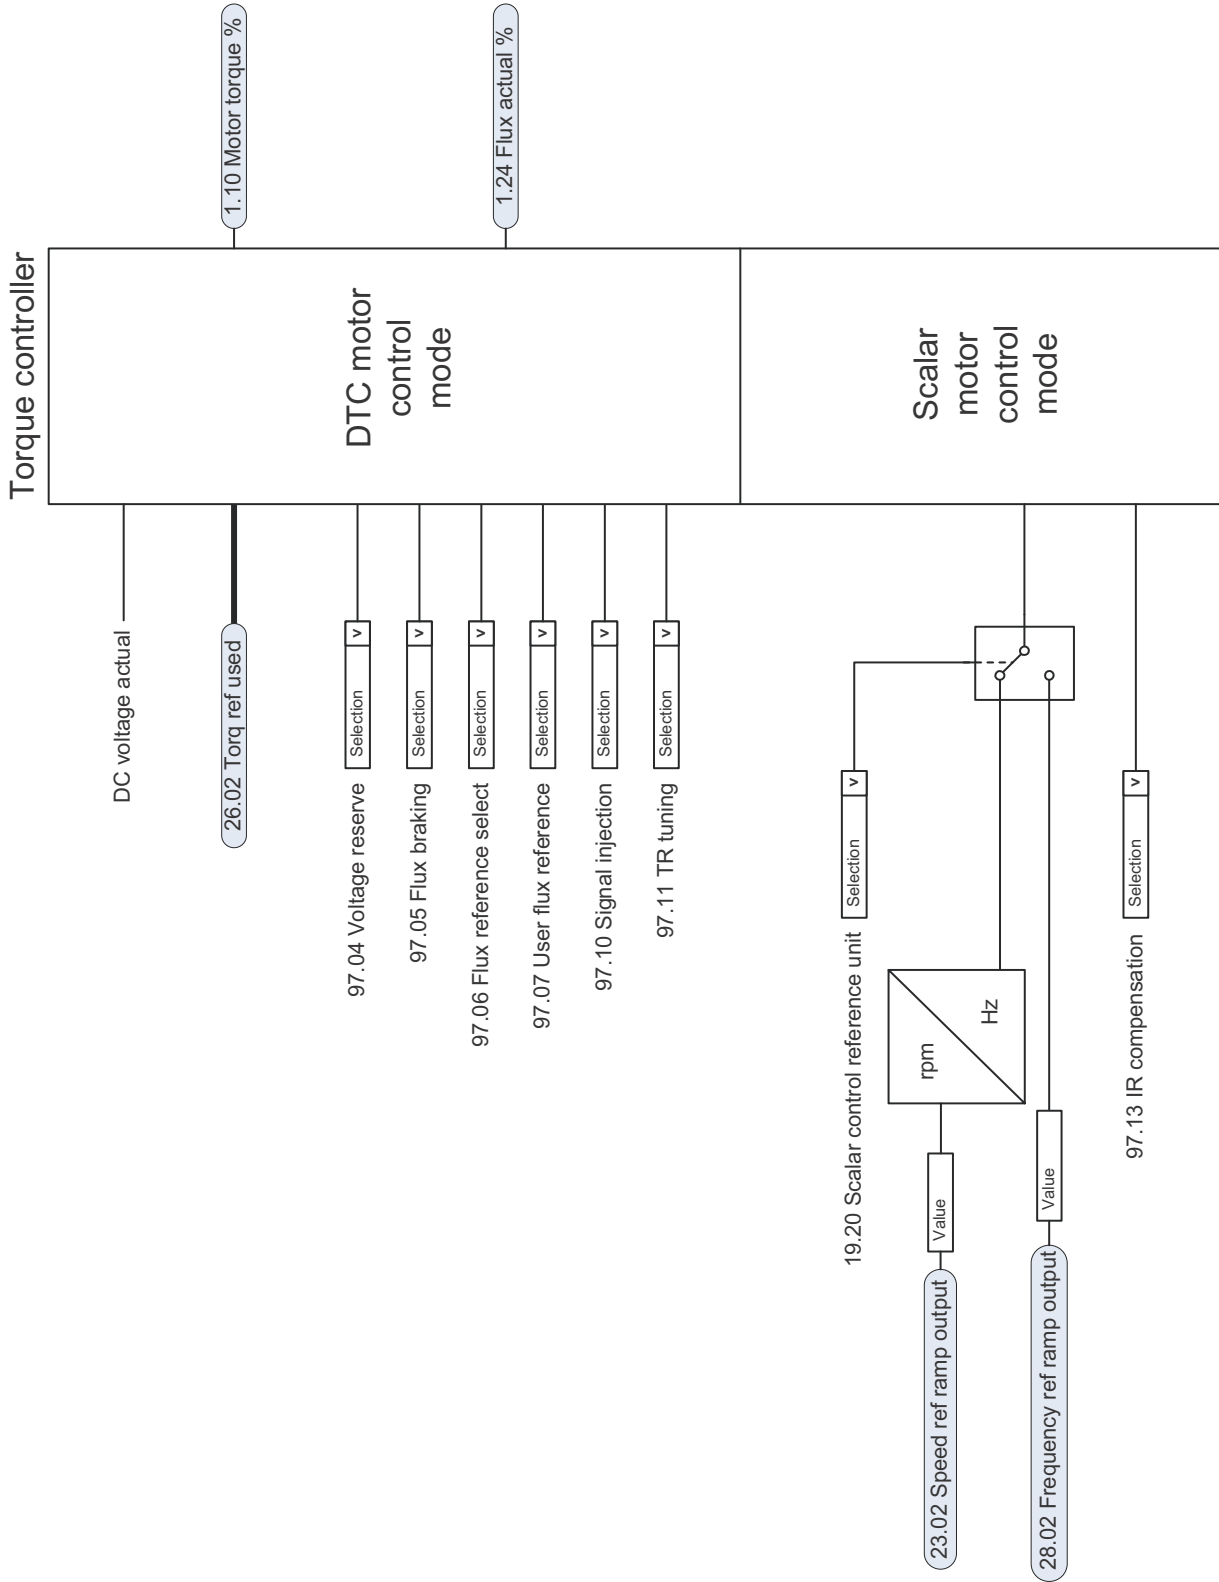 Torque controller
DC voltage actual
26.02 Torq ref used
97.04 Voltage reserve
Selection
v
97.05 Flux braking
Selection
v
97.06 Flux reference select
Selection
v
97.07 User flux reference
Selection
v
97.10 Signal injection
Selection
v
97.11 TR tuning
Selection
v
DTC motor
control
mode
1.10 Motor torque %
1.24 Flux actual %
19.20 Scalar control reference unit
Selection
v
23.02 Speed ref ramp output
Value
rpm
Hz
28.02 Frequency ref ramp output
Value
97.13 IR compensation
Selection
v
Scalar
motor
control
mode